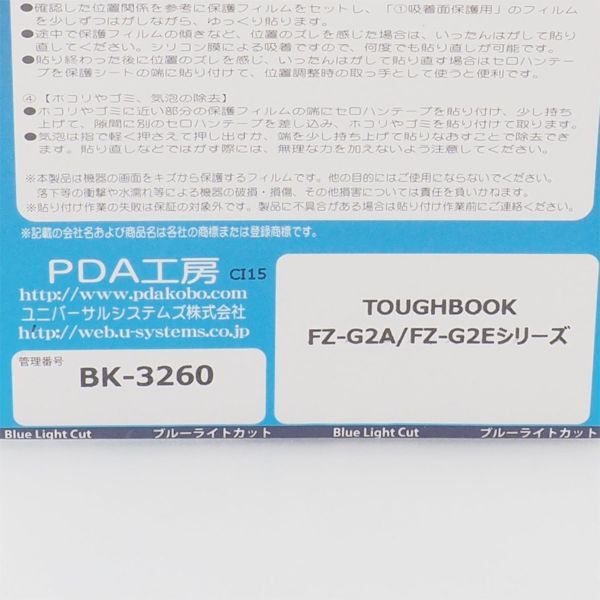 ●確認した位置関係を参考に保護フィルムをセットし、「①吸着面保護用」のフィルム
を少しずつはがしながら、ゆっくり貼ります。
●途中で保護フィルムの傾きなど、位置のズレを感じた場合は、いったんはがして貼り
直してください。シリコン膜による吸着ですので、何度でも貼り直しが可能です。
●貼り終わった後に位置のズレを感じ、いったんはがして貼り直す場合はセロハンテー
プを保護シートの端に貼り付けて、位置調整時の取っ手として使うと便利です。
④【ホコリやゴミ、気泡の除去】
●ホコリやゴミに近い部分の保護フィルムの端にセロハンテープを貼り付け、少し持ち
上げて、隙間に別のセロハンテープを差し込み、ホコリやゴミを貼り付けて取ります。
●気泡は指で軽く押さえて押し出すか、端を少し持ち上げて貼りなおすことで除去でき
ます。貼り直しなどではがす際には、無理な力を加えないよう注意してください。
※本製品は機器の画面をキズから保護するフィルムです。他の目的にはご使用にならないでください。
落下等の衝撃や水濡れ等による機器の破損・損傷、その他損害については責任を負いかねます。
※貼り付け作業の失敗は保証の対象外です。製品に不具合がある場合は貼り付け作業前にご連絡ください。
※記載の会社名および商品名は各社の商標または登録商標です。
PDA工房 CI15
http://www.pdakobo.com
ユニバーサルシステムズ株式会社
http://web.u-systems.co.jp
管理番号
BK-3260
TOUGHBOOK
FZ-G2A/FZ-G2Eシリーズ
Blue Light Cut ブルーライトカット Blue Light Cut ブルーライトカット